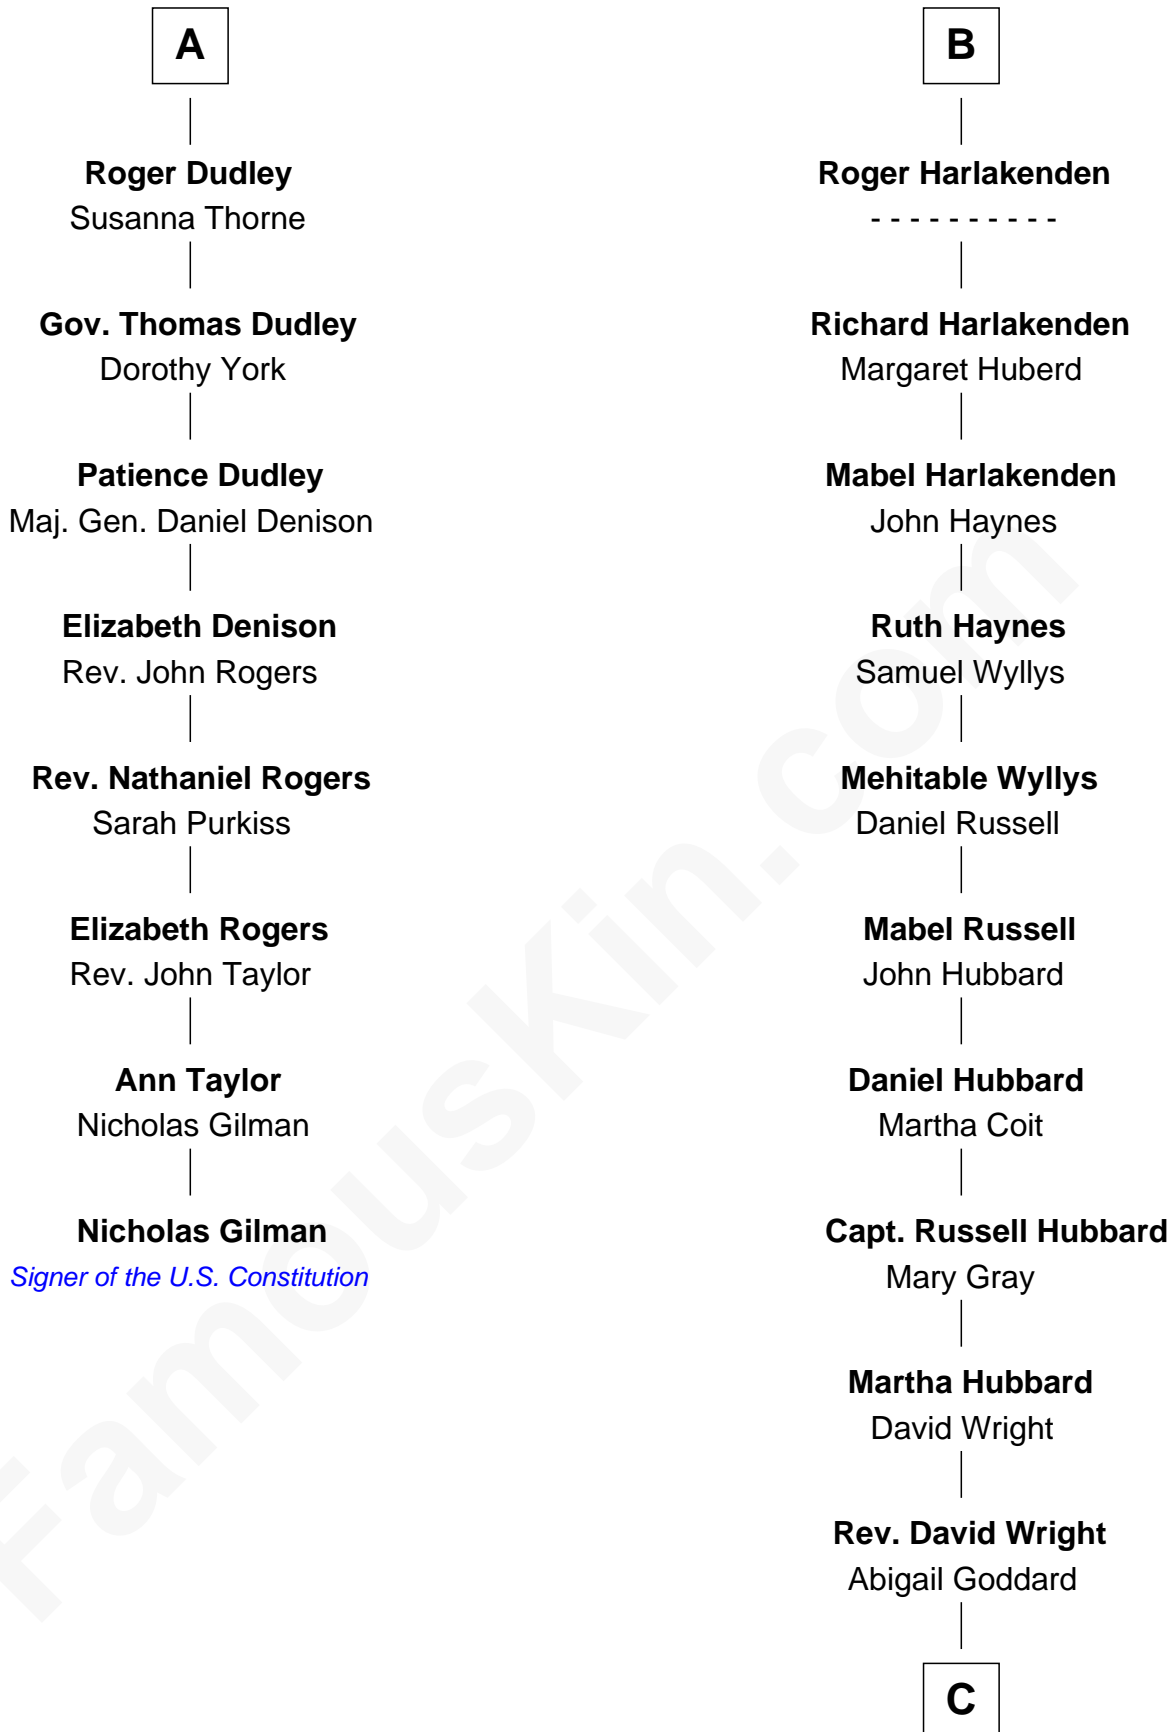 A
Roger Dudley
Susanna Thorne
Gov. Thomas Dudley
Dorothy York
Patience Dudley
Maj. Gen. Daniel Denison
Elizabeth Denison
Rev. John Rogers
Rev. Nathaniel Rogers
Sarah Purkiss
Elizabeth Rogers
Rev. John Taylor
Ann Taylor
Nicholas Gilman
Nicholas Gilman
Signer of the U.S. Constitution
B
Roger Harlakenden
- - - - - - - - - -
Richard Harlakenden
Margaret Huberd
Mabel Harlakenden
John Haynes
Ruth Haynes
Samuel Wyllys
Mehitable Wyllys
Daniel Russell
Mabel Russell
John Hubbard
Daniel Hubbard
Martha Coit
Capt. Russell Hubbard
Mary Gray
Martha Hubbard
David Wright
Rev. David Wright
Abigail Goddard
C
FamousKin.com